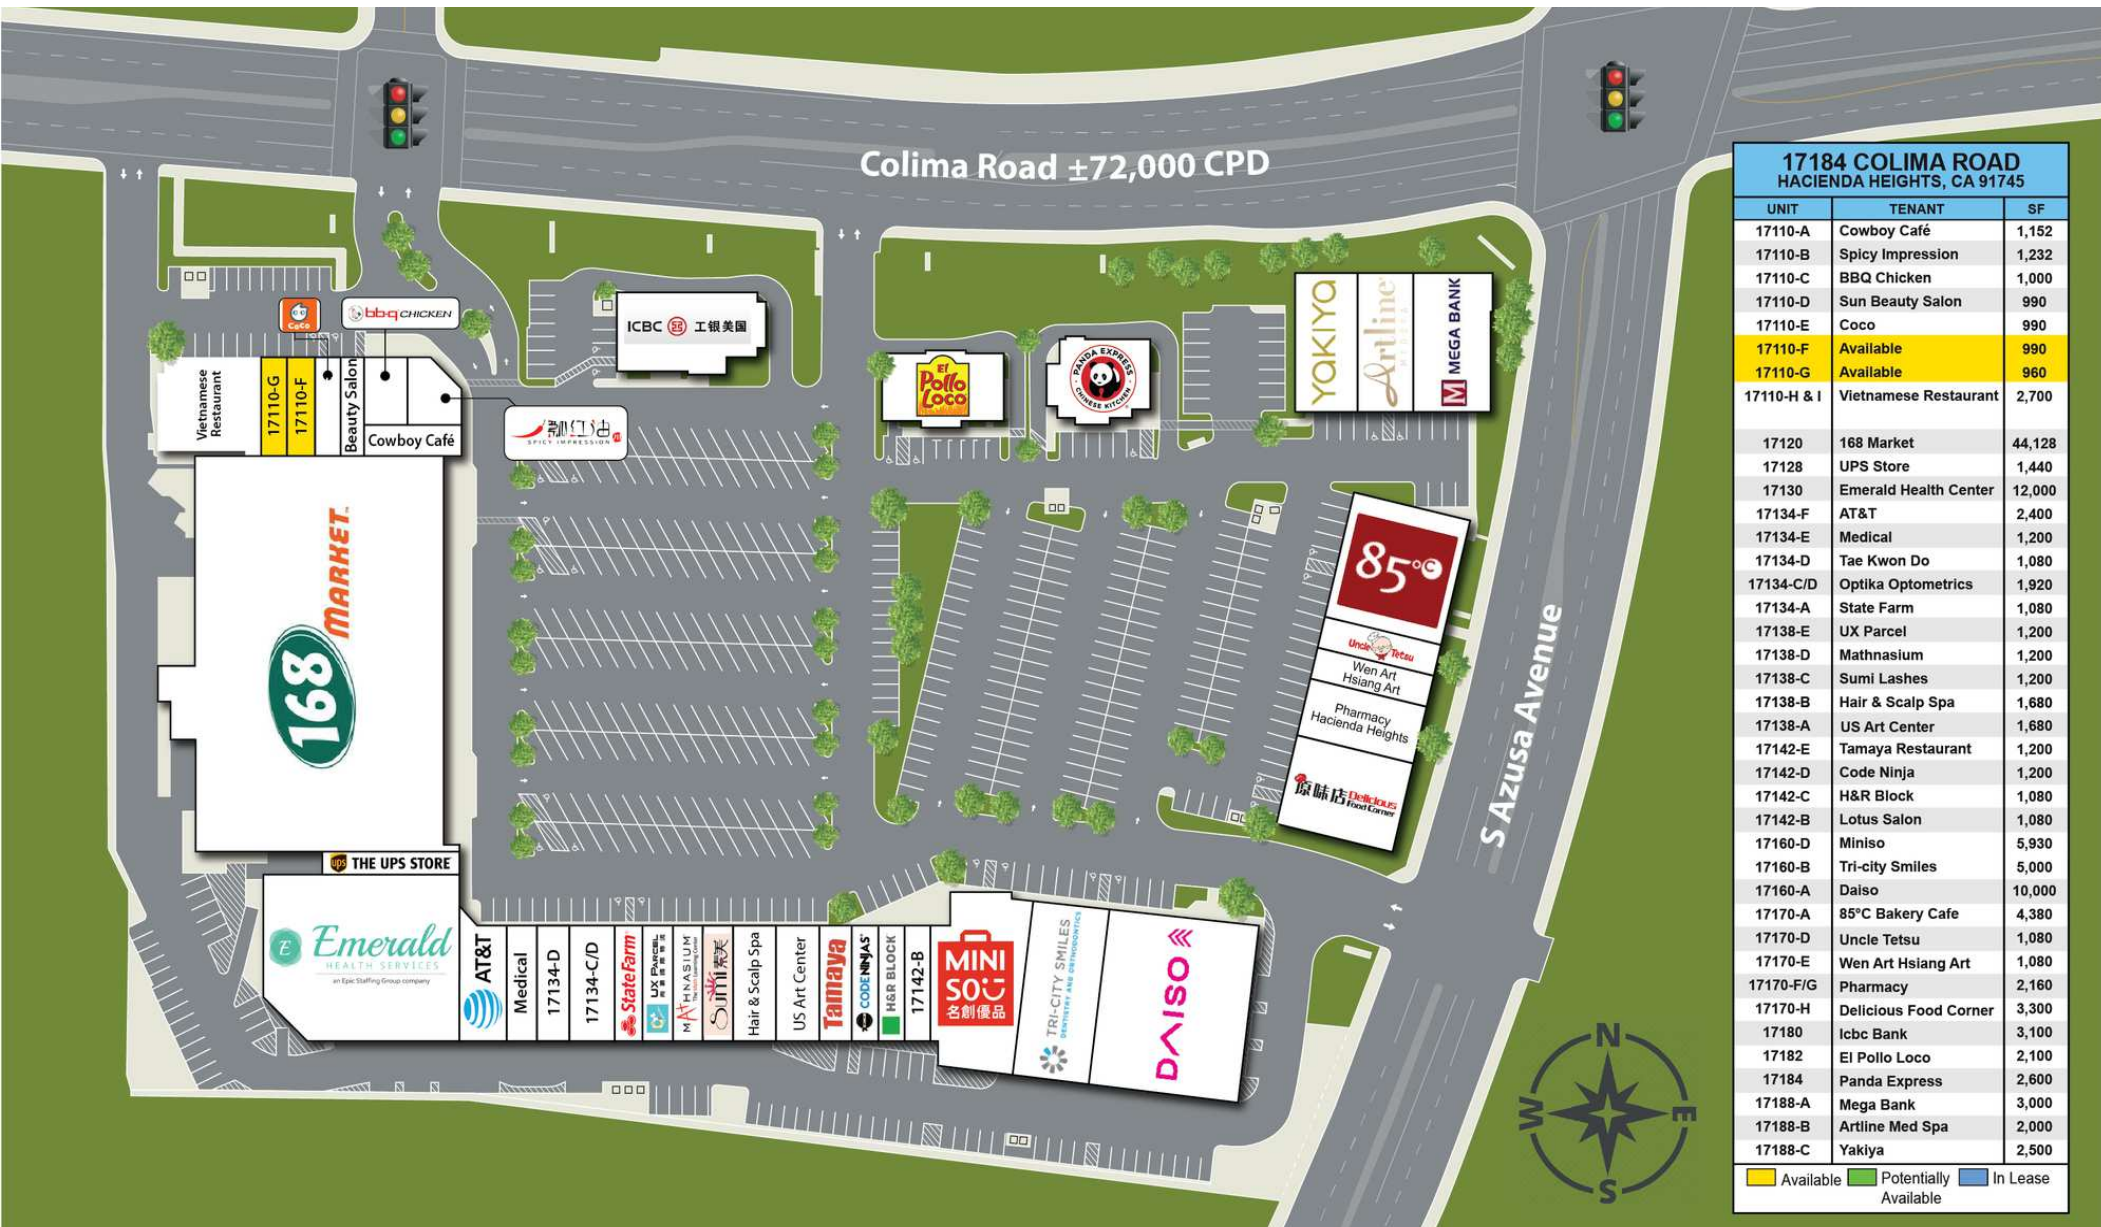 Colima Road ±72,000 CPD
S Azusa Avenue
CoCo
bb.q CHICKEN
ICBC 工银美国
El Pollo Loco
PANDA EXPRESS
CHINESE KITCHEN
YAKIYA
Artline
MEGA BANK
Vietnamese
Restaurant
17110-G
17110-F
Beauty Salon
Cowboy Café
SPICY IMPRESSION
168 MARKET
85°C
Uncle Tetsu
Wen Art
Hsiang Art
Pharmacy
Hacienda Heights
原味店 Delicious
Food Corner
ups THE UPS STORE
E Emerald
HEALTH SERVICES
an Epic Staffing Group company
AT&T
Medical
17134-D
17134-C/D
StateFarm
UX PARCEL
MATHNASIUM
The Math Learning Center
Sumi
Hair & Scalp Spa
US Art Center
Tamaya
CODE NINJAS
H&R BLOCK
17142-B
MINI
SO
名創優品
TRI-CITY SMILES
DENTISTRY AND ORTHODONTICS
DAISO
N
E
S
W
17184 COLIMA ROAD
HACIENDA HEIGHTS, CA 91745
UNIT TENANT SF
17110-A Cowboy Café 1,152
17110-B Spicy Impression 1,232
17110-C BBQ Chicken 1,000
17110-D Sun Beauty Salon 990
17110-E Coco 990
17110-F Available 990
17110-G Available 960
17110-H & I Vietnamese Restaurant 2,700
17120 168 Market 44,128
17128 UPS Store 1,440
17130 Emerald Health Center 12,000
17134-F AT&T 2,400
17134-E Medical 1,200
17134-D Tae Kwon Do 1,080
17134-C/D Optika Optometrics 1,920
17134-A State Farm 1,080
17138-E UX Parcel 1,200
17138-D Mathnasium 1,200
17138-C Sumi Lashes 1,200
17138-B Hair & Scalp Spa 1,680
17138-A US Art Center 1,680
17142-E Tamaya Restaurant 1,200
17142-D Code Ninja 1,200
17142-C H&R Block 1,080
17142-B Lotus Salon 1,080
17160-D Miniso 5,930
17160-B Tri-city Smiles 5,000
17160-A Daiso 10,000
17170-A 85°C Bakery Cafe 4,380
17170-D Uncle Tetsu 1,080
17170-E Wen Art Hsiang Art 1,080
17170-F/G Pharmacy 2,160
17170-H Delicious Food Corner 3,300
17180 Icbc Bank 3,100
17182 El Pollo Loco 2,100
17184 Panda Express 2,600
17188-A Mega Bank 3,000
17188-B Artline Med Spa 2,000
17188-C Yakiya 2,500
Available Potentially In Lease
Available